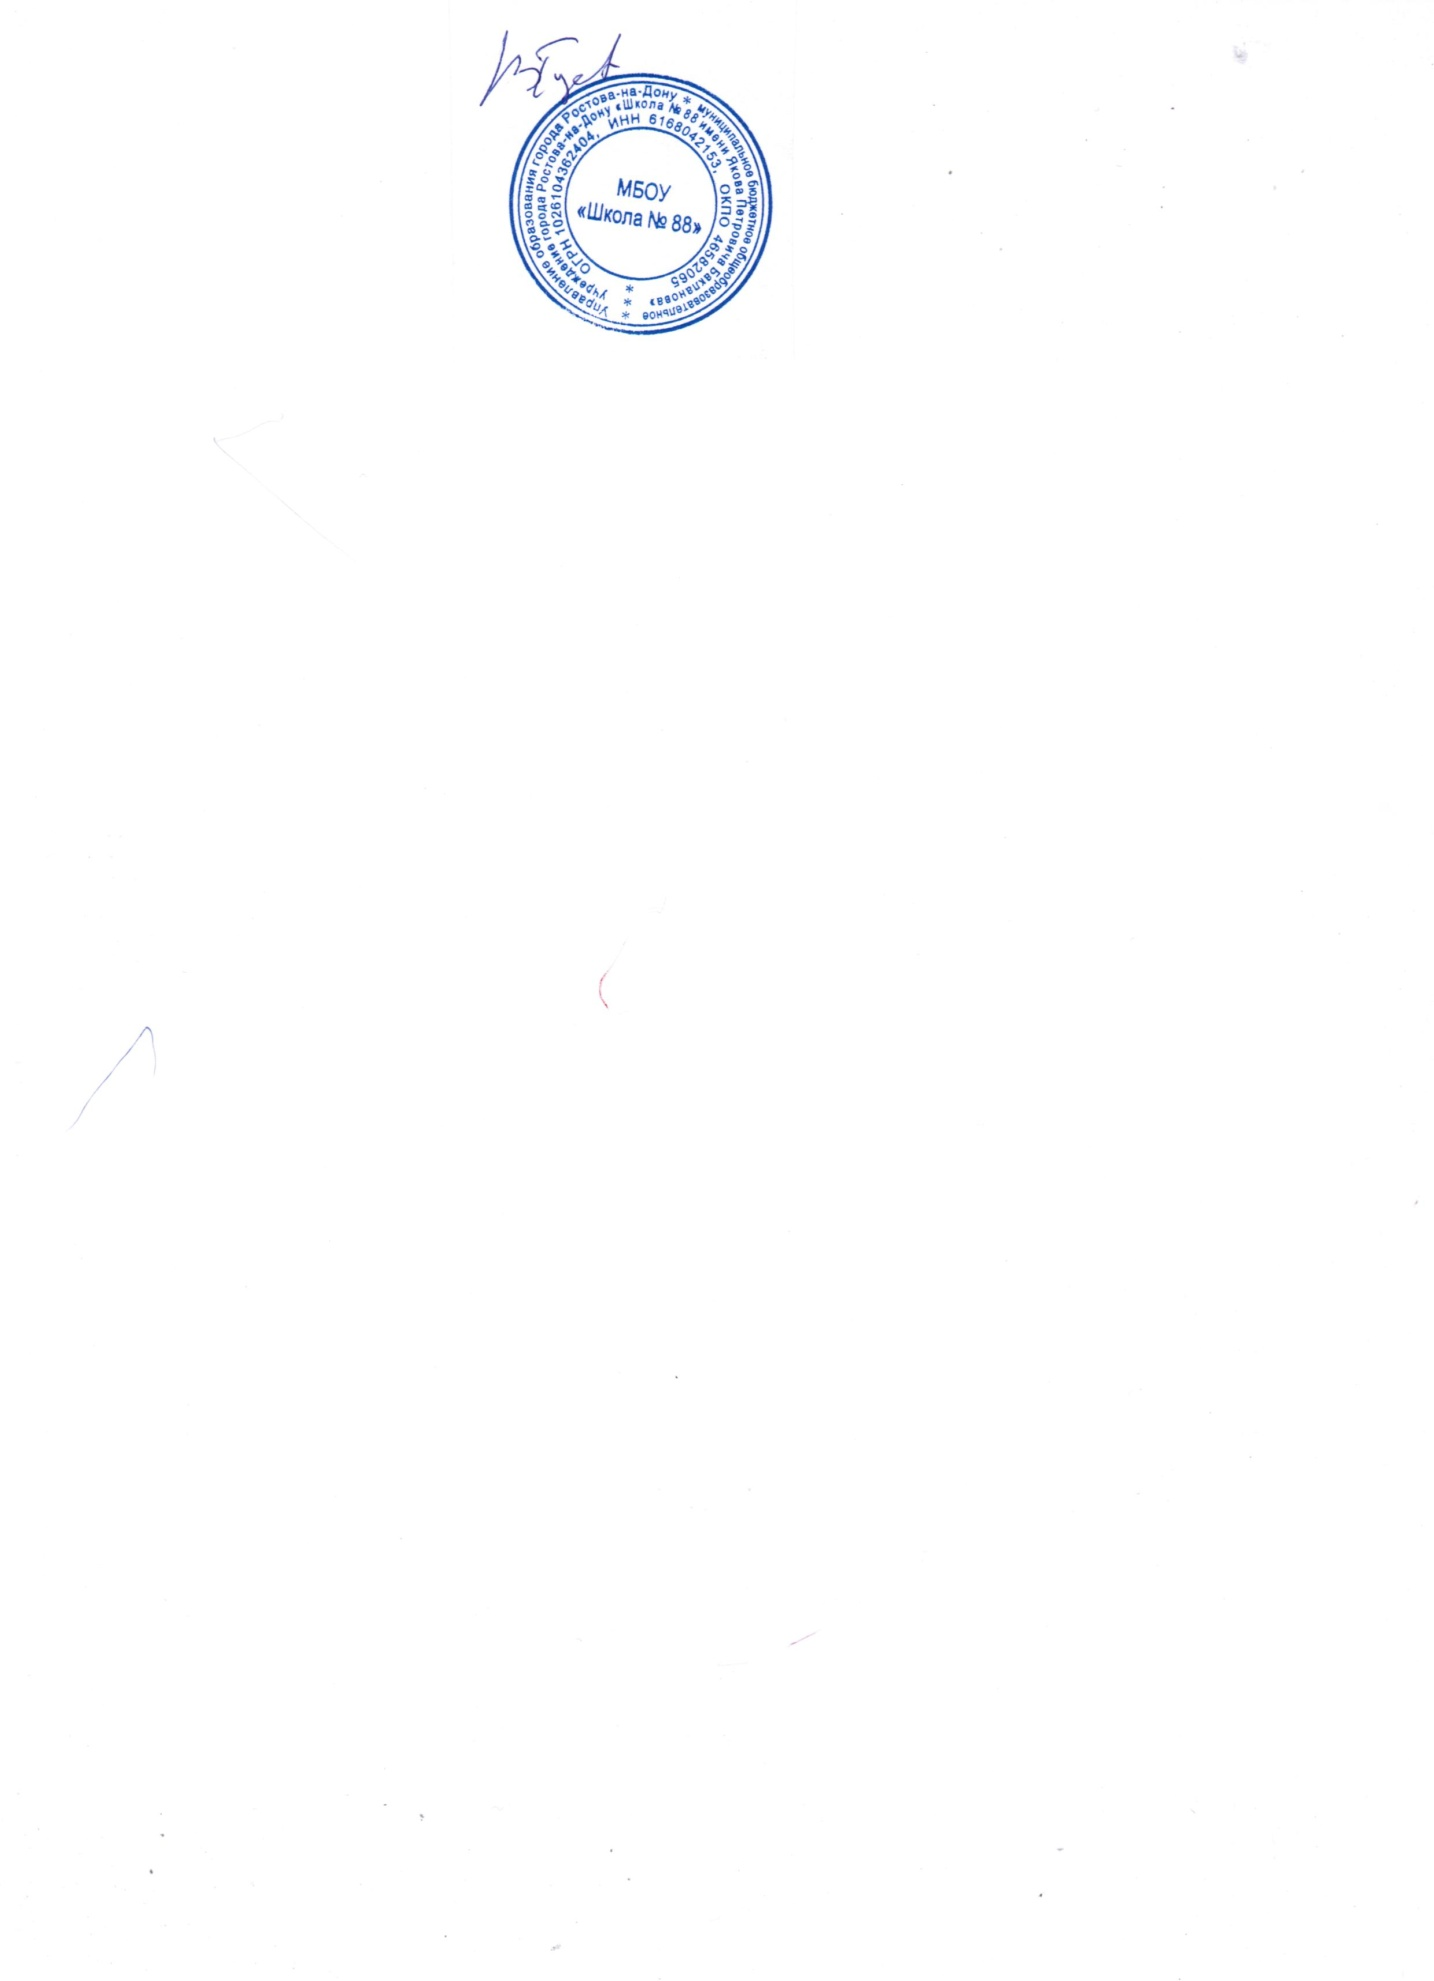 Управление образования города Ростова-на-Дону * муниципальное бюджетное общеобразовательное *
учреждение города Ростова-на-Дону «Школа № 88 имени Якова Петровича Бакланова» *
ОГРН 1026104362404, ИНН 6168042153, ОКПО 46582065 *
МБОУ
«Школа № 88»